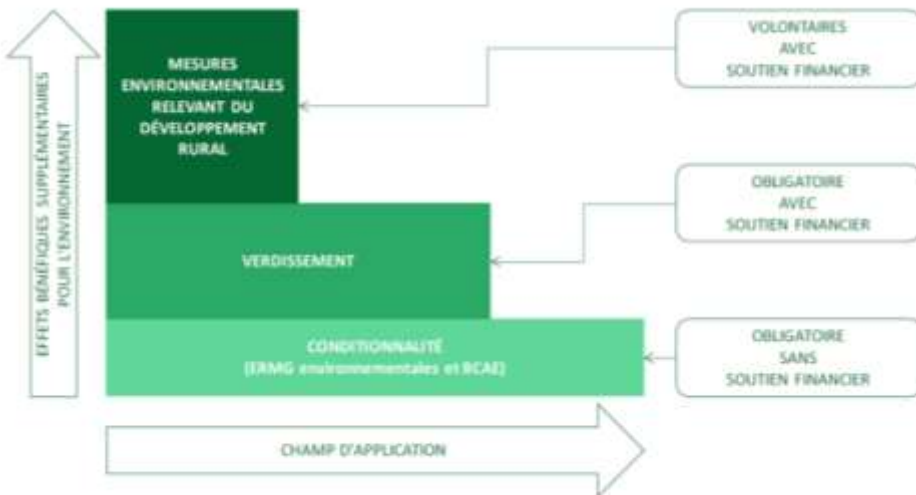 EFFETS BÉNÉFIQUES SUPPLÉMENTAIRES
POUR L'ENVIRONNEMENT
MESURES
ENVIRONNEMENTALES
RELEVANT DU
DÉVELOPPEMENT
RURAL
VOLONTAIRES
AVEC
SOUTIEN FINANCIER
VERDISSEMENT
OBLIGATOIRE
AVEC
SOUTIEN FINANCIER
CONDITIONNALITÉ
(ERMG environnementales et BCAE)
OBLIGATOIRE
SANS
SOUTIEN FINANCIER
CHAMP D'APPLICATION